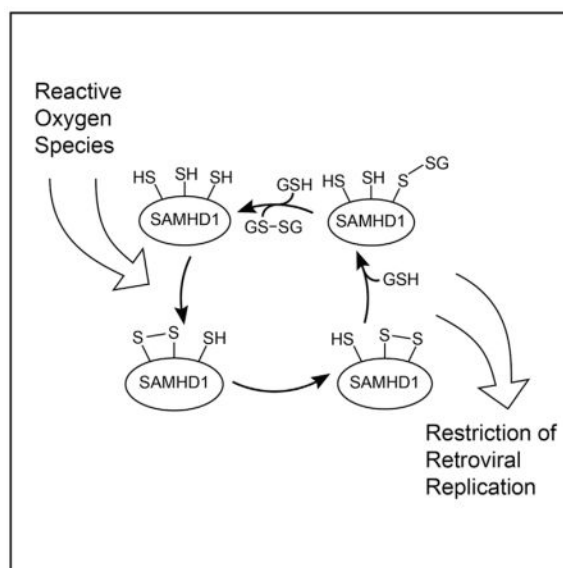 Reactive
Oxygen
Species
HS SH SH
SAMHD1
GSH
GS-SG
HS SH S SG
SAMHD1
GSH
S S SH
SAMHD1
HS S S
SAMHD1
Restriction of
Retroviral
Replication